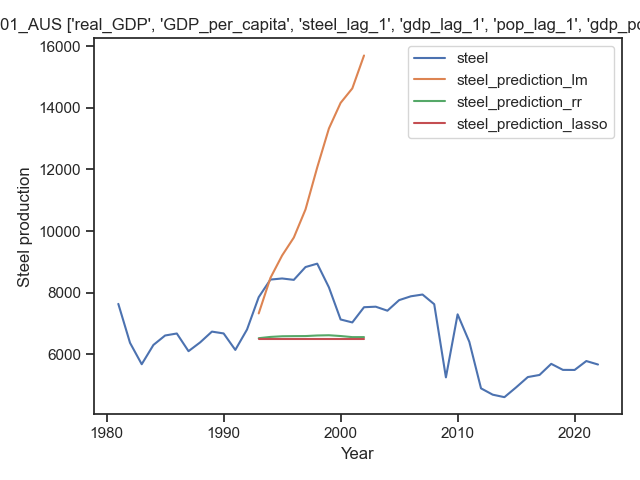 01_AUS ['real_GDP', 'GDP_per_capita', 'steel_lag_1', 'gdp_lag_1', 'pop_lag_1',
steel
steel_prediction_lm
steel_prediction_rr
steel_prediction_lasso
16000
14000
12000
10000
8000
6000
Steel production
1980
1990
2000
2010
2020
Year